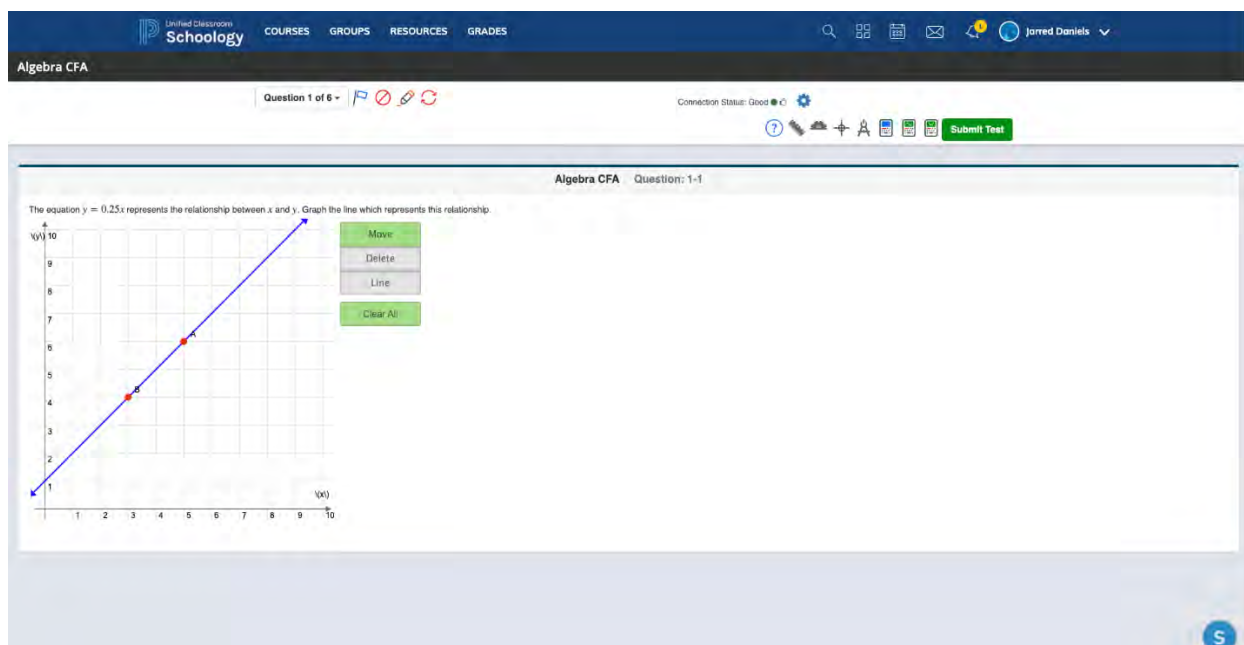 Unified Classroom
Schoology COURSES GROUPS RESOURCES GRADES Jarred Daniels
Algebra CFA
Question 1 of 6
Connection Status: Good
?
Submit Test
Algebra CFA Question: 1-1
The equation y = 0.25x represents the relationship between x and y. Graph the line which represents this relationship.
\(y\) 10
9
8
7
6
5
4
3
2
1
A
B
\(x\)
1 2 3 4 5 6 7 8 9 10
Move
Delete
Line
Clear All
S